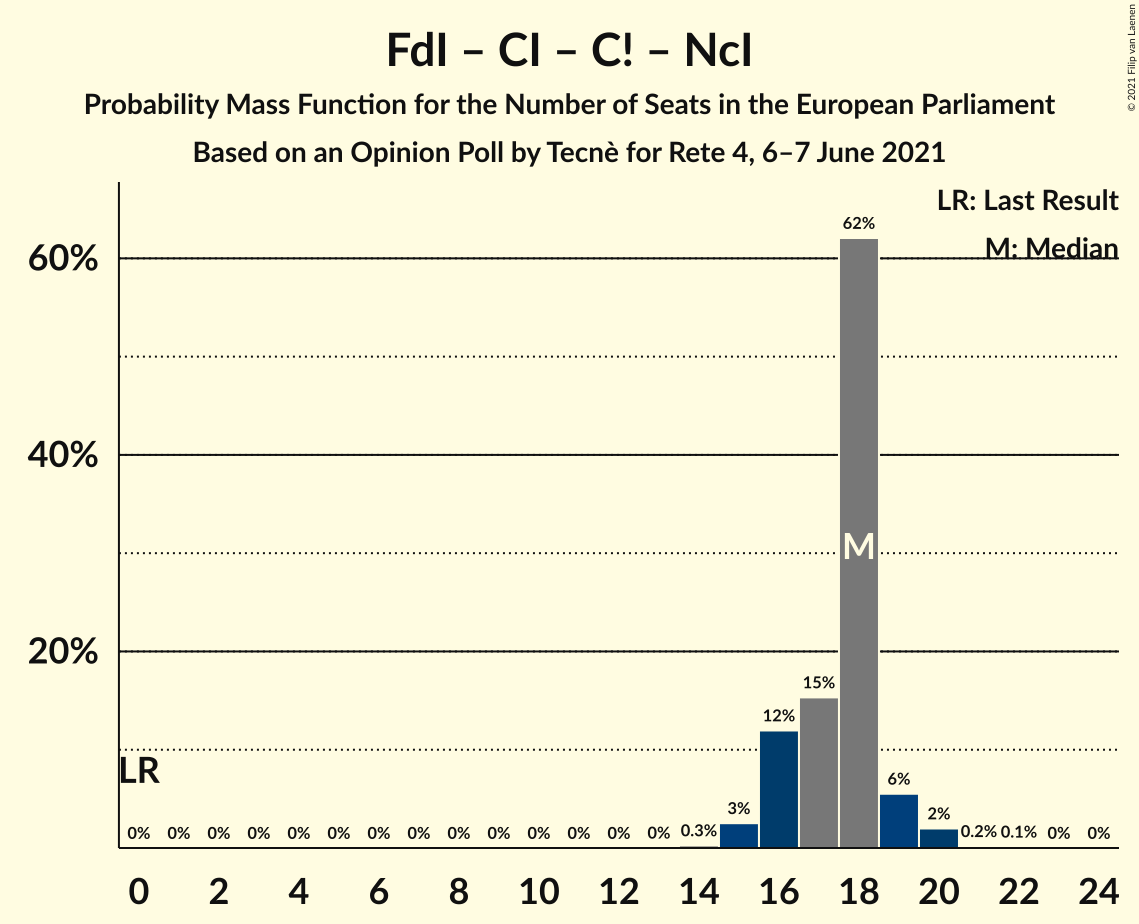 FdI – CI – C! – NcI
Probability Mass Function for the Number of Seats in the European Parliament
Based on an Opinion Poll by Tecnè for Rete 4, 6–7 June 2021
© 2021 Filip van Laenen
LR: Last Result
M: Median
60%
40%
20%
62%
M
15%
12%
LR
6%
3%
2%
0% 0% 0% 0% 0% 0% 0% 0% 0% 0% 0% 0% 0% 0% 0.3% 0.2% 0.1% 0% 0%
0 2 4 6 8 10 12 14 16 18 20 22 24